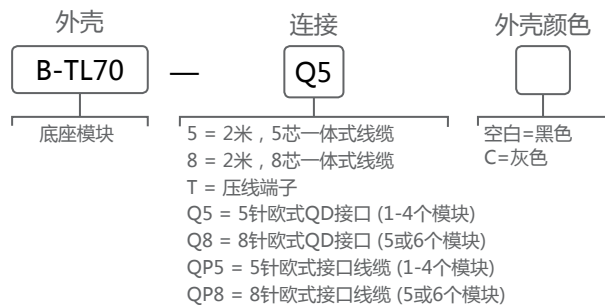 外壳 连接 外壳颜色
B-TL70 — Q5
底座模块
5 = 2米，5芯一体式线缆
8 = 2米，8芯一体式线缆
T = 压线端子
Q5 = 5针欧式QD接口 (1-4个模块)
Q8 = 8针欧式QD接口 (5或6个模块)
QP5 = 5针欧式接口线缆 (1-4个模块)
QP8 = 8针欧式接口线缆 (5或6个模块)
空白=黑色
C=灰色